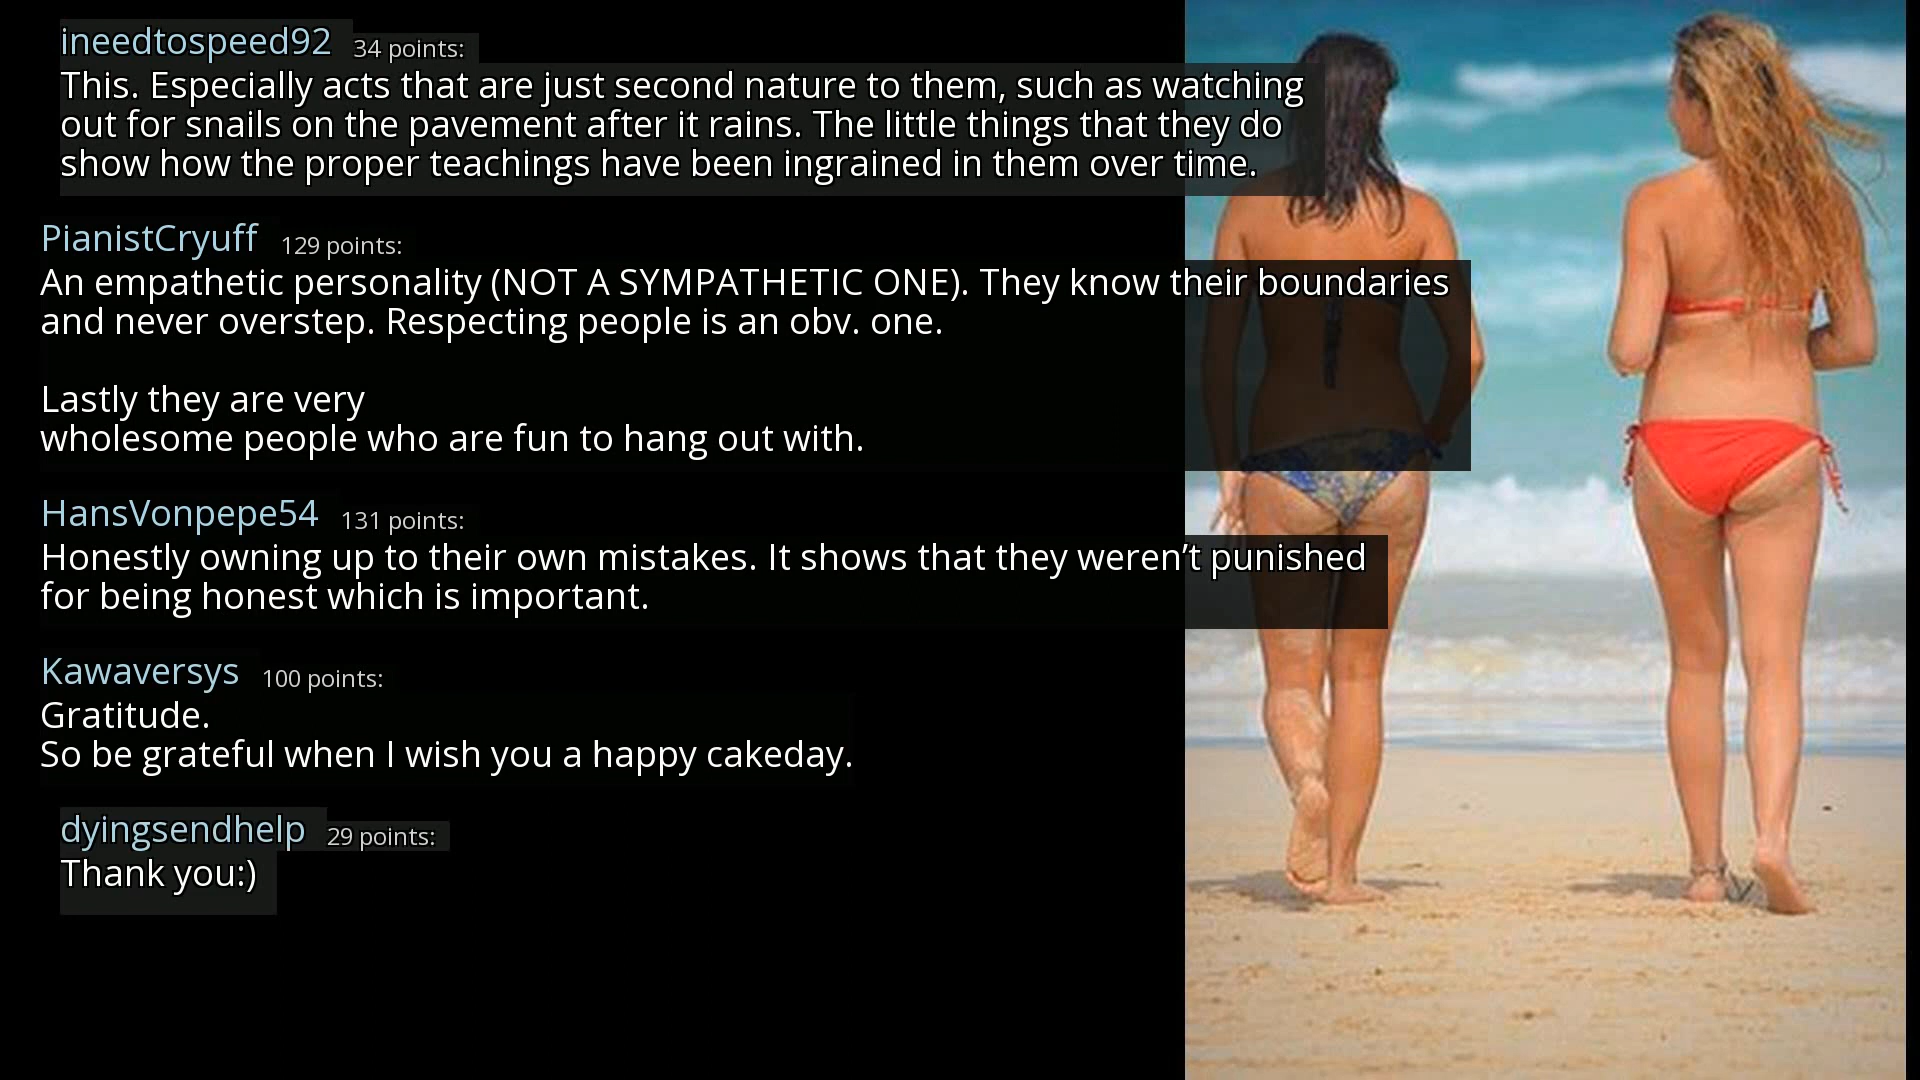 ineedtospeed92 34 points:
This. Especially acts that are just second nature to them, such as watching
out for snails on the pavement after it rains. The little things that they do
show how the proper teachings have been ingrained in them over time.
PianistCryuff 129 points:
An empathetic personality (NOT A SYMPATHETIC ONE). They know their boundaries
and never overstep. Respecting people is an obv. one.
Lastly they are very
wholesome people who are fun to hang out with.
HansVonpepe54 131 points:
Honestly owning up to their own mistakes. It shows that they weren’t punished
for being honest which is important.
Kawaversys 100 points:
Gratitude.
So be grateful when I wish you a happy cakeday.
dyingsendhelp 29 points:
Thank you:)